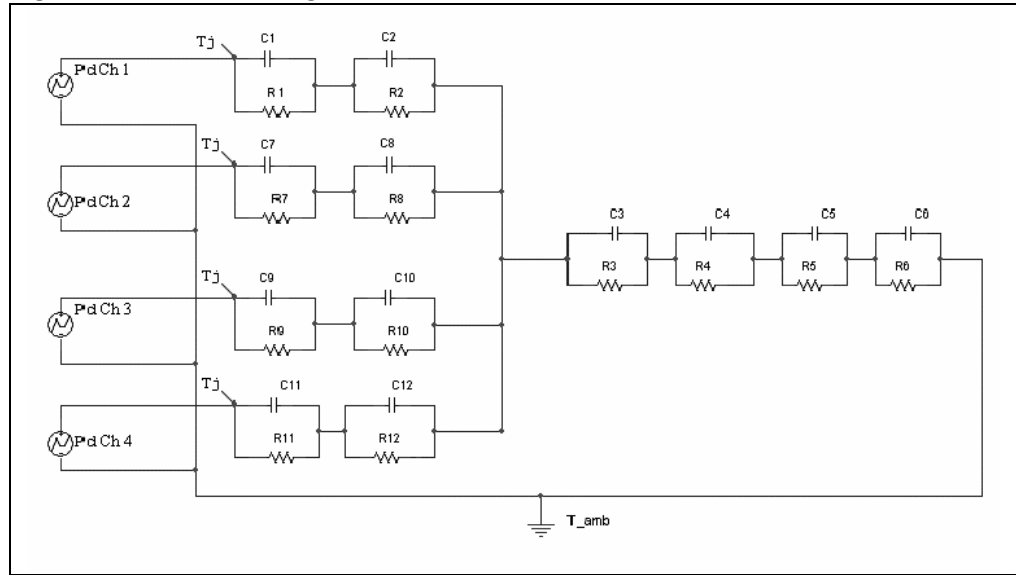 Tj
C1
C2
PdCh1
R1
R2
Tj
C7
C8
PdCh2
R7
R8
C3
C4
C5
C6
R3
R4
R5
R6
Tj
C9
C10
PdCh3
R9
R10
Tj
C11
C12
PdCh4
R11
R12
T_amb